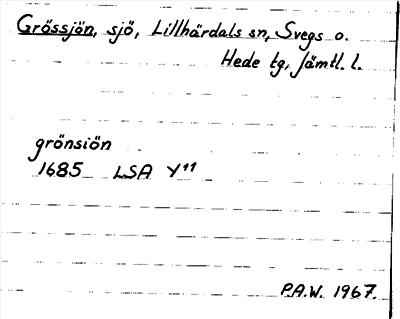 Grössjön, sjö, Lillhärdals sn, Svegs o.
Hede tg, Jämtl. l.
grönsiön
1685 LSA Y11
P.A.W. 1967.